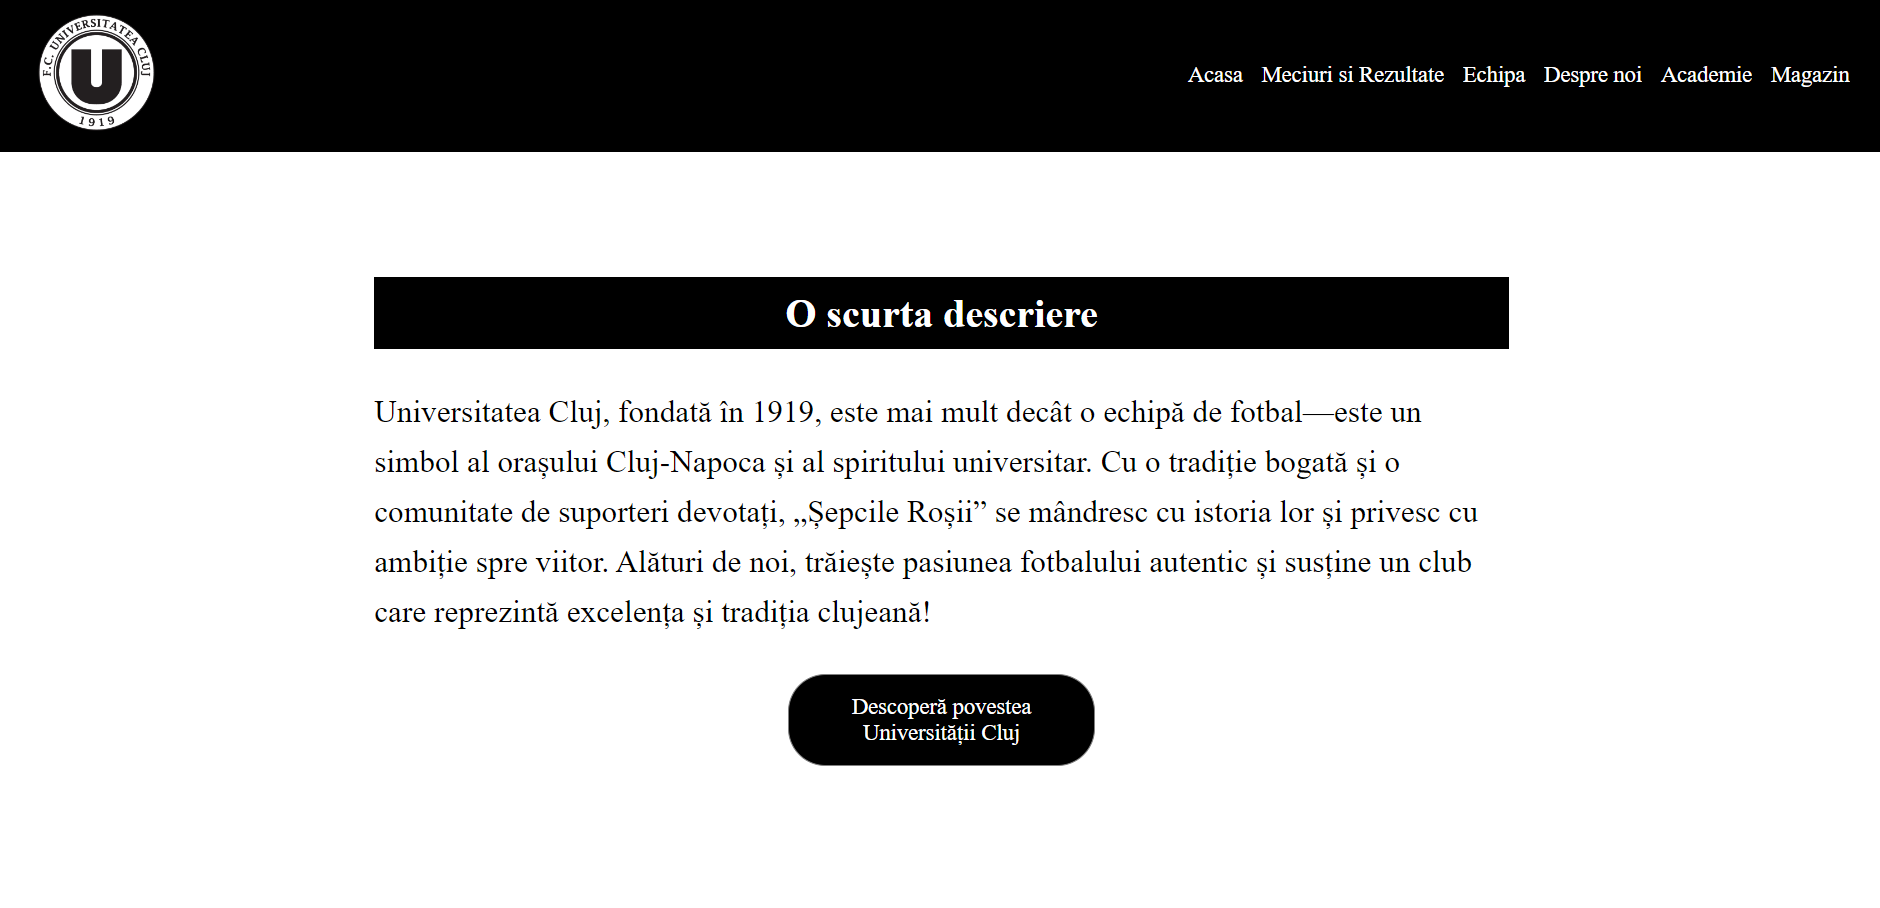 F.C. UNIVERSITATEA CLUJ
U
1919
Acasa Meciuri si Rezultate Echipa Despre noi Academie Magazin
O scurta descriere
Universitatea Cluj, fondată în 1919, este mai mult decât o echipă de fotbal—este un
simbol al orașului Cluj-Napoca și al spiritului universitar. Cu o tradiție bogată și o
comunitate de suporteri devotați, „Șepcile Roșii” se mândresc cu istoria lor și privesc cu
ambiție spre viitor. Alături de noi, trăiește pasiunea fotbalului autentic și susține un club
care reprezintă excelența și tradiția clujeană!
Descoperă povestea
Universității Cluj